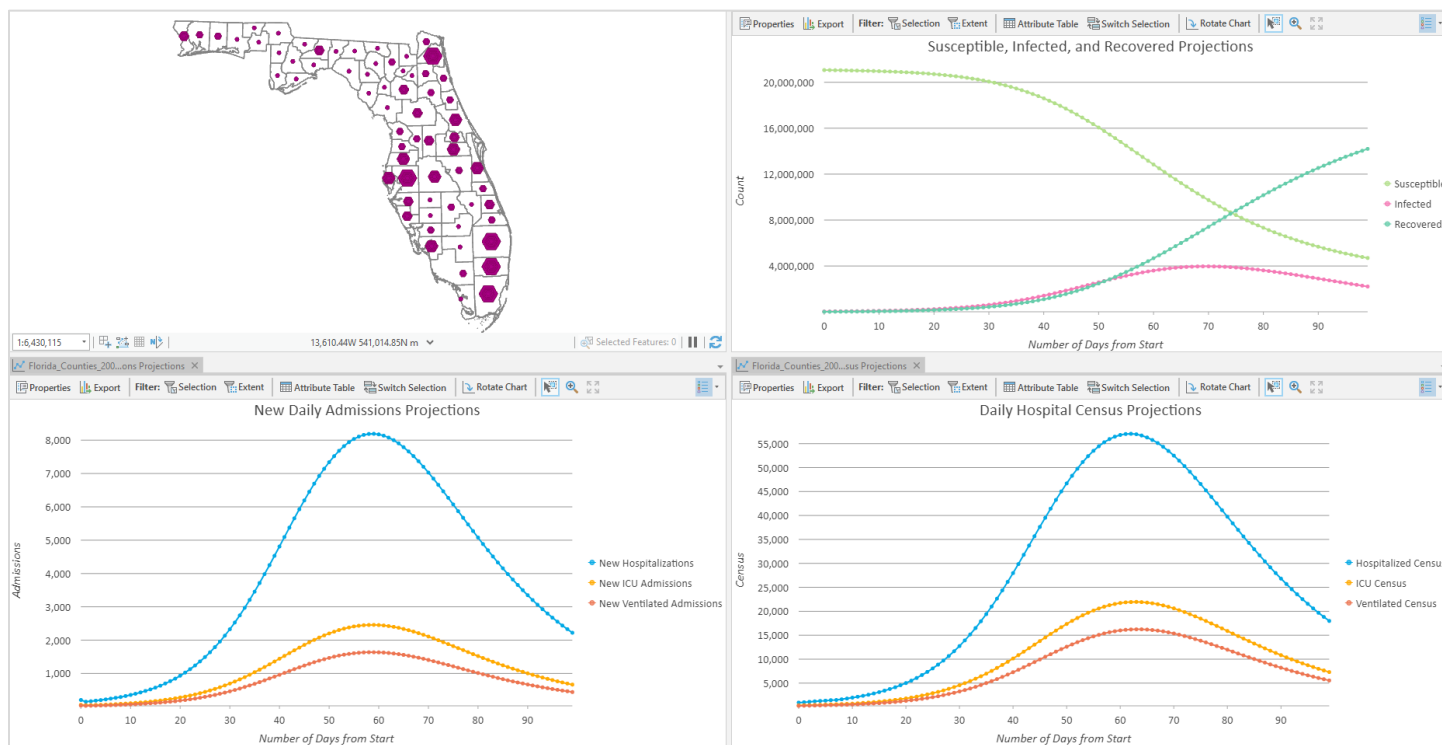 1:6,430,115
13,610.44W 541,014.85N m
Selected Features: 0
Properties Export Filter: Selection Extent Attribute Table Switch Selection Rotate Chart
Susceptible, Infected, and Recovered Projections
20,000,000
16,000,000
12,000,000
8,000,000
4,000,000
Count
0 10 20 30 40 50 60 70 80 90
Number of Days from Start
Susceptible
Infected
Recovered
Florida_Counties_200...ons Projections
Properties Export Filter: Selection Extent Attribute Table Switch Selection Rotate Chart
New Daily Admissions Projections
8,000
7,000
6,000
5,000
4,000
3,000
2,000
1,000
Admissions
0 10 20 30 40 50 60 70 80 90
Number of Days from Start
New Hospitalizations
New ICU Admissions
New Ventilated Admissions
Florida_Counties_200...sus Projections
Properties Export Filter: Selection Extent Attribute Table Switch Selection Rotate Chart
Daily Hospital Census Projections
55,000
50,000
45,000
40,000
35,000
30,000
25,000
20,000
15,000
10,000
5,000
Census
0 10 20 30 40 50 60 70 80 90
Number of Days from Start
Hospitalized Census
ICU Census
Ventilated Census